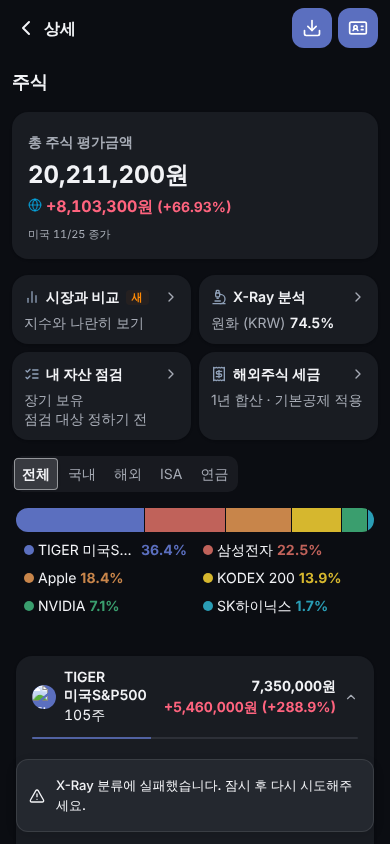 상세
주식
총 주식 평가금액
20,211,200원
+8,103,300원 (+66.93%)
미국 11/25 종가
시장과 비교 새
지수와 나란히 보기
X-Ray 분석
원화 (KRW) 74.5%
내 자산 점검
장기 보유
점검 대상 정하기 전
해외주식 세금
1년 합산 · 기본공제 적용
전체 국내 해외 ISA 연금
TIGER 미국S... 36.4%
삼성전자 22.5%
Apple 18.4%
KODEX 200 13.9%
NVIDIA 7.1%
SK하이닉스 1.7%
TIGER
미국S&P500
105주
7,350,000원
+5,460,000원 (+288.9%)
X-Ray 분류에 실패했습니다. 잠시 후 다시 시도해주
세요.